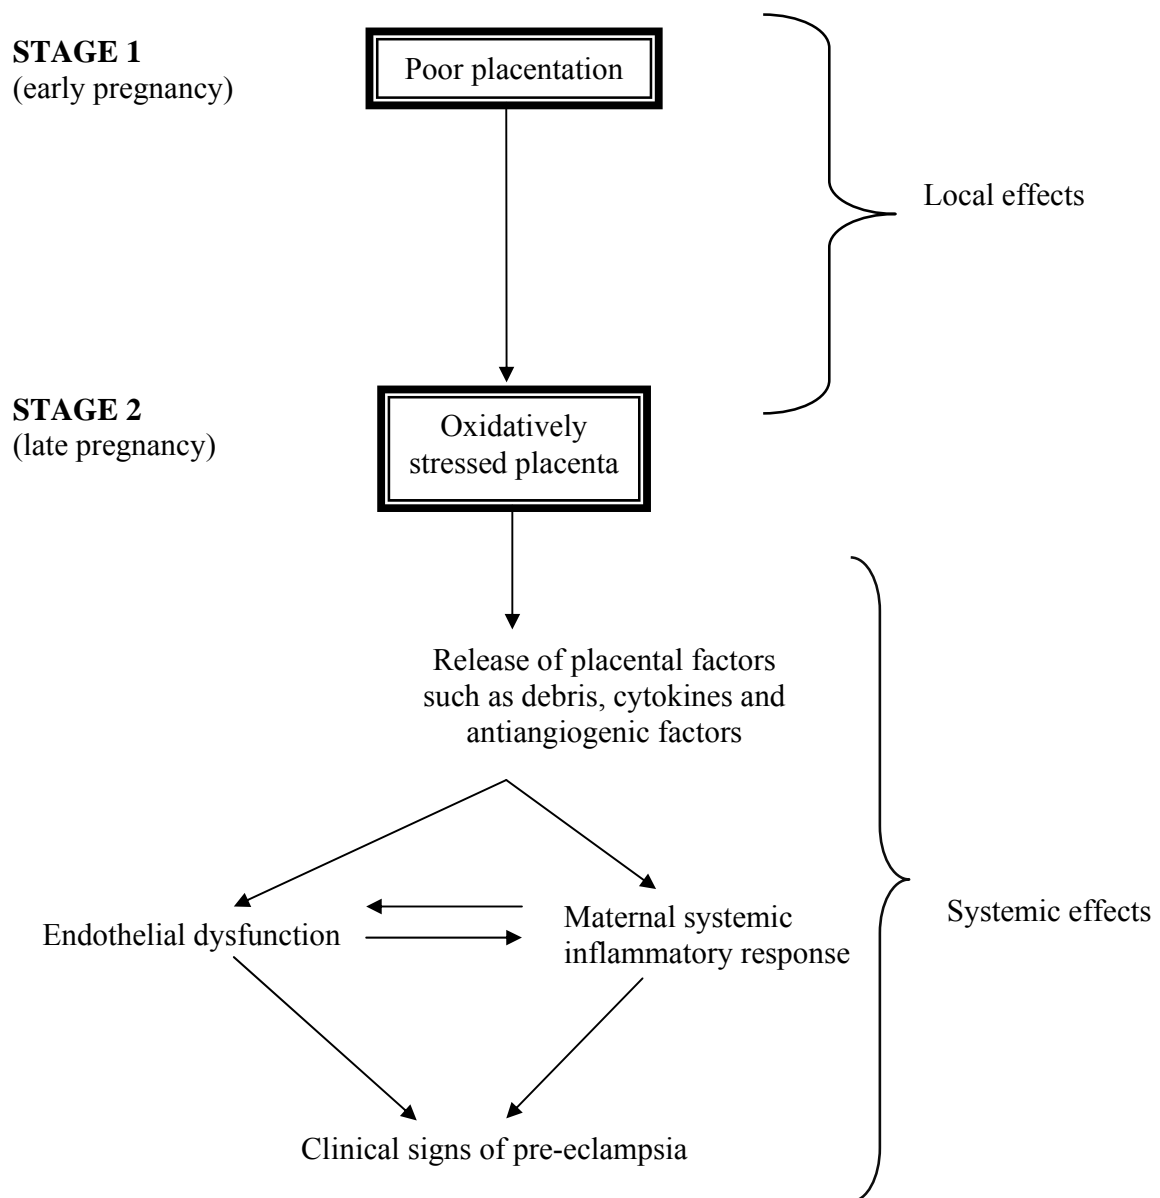 STAGE 1
(early pregnancy)
Poor placentation
Local effects
STAGE 2
(late pregnancy)
Oxidatively
stressed placenta
Release of placental factors
such as debris, cytokines and
antiangiogenic factors
Endothelial dysfunction
Maternal systemic
inflammatory response
Systemic effects
Clinical signs of pre-eclampsia